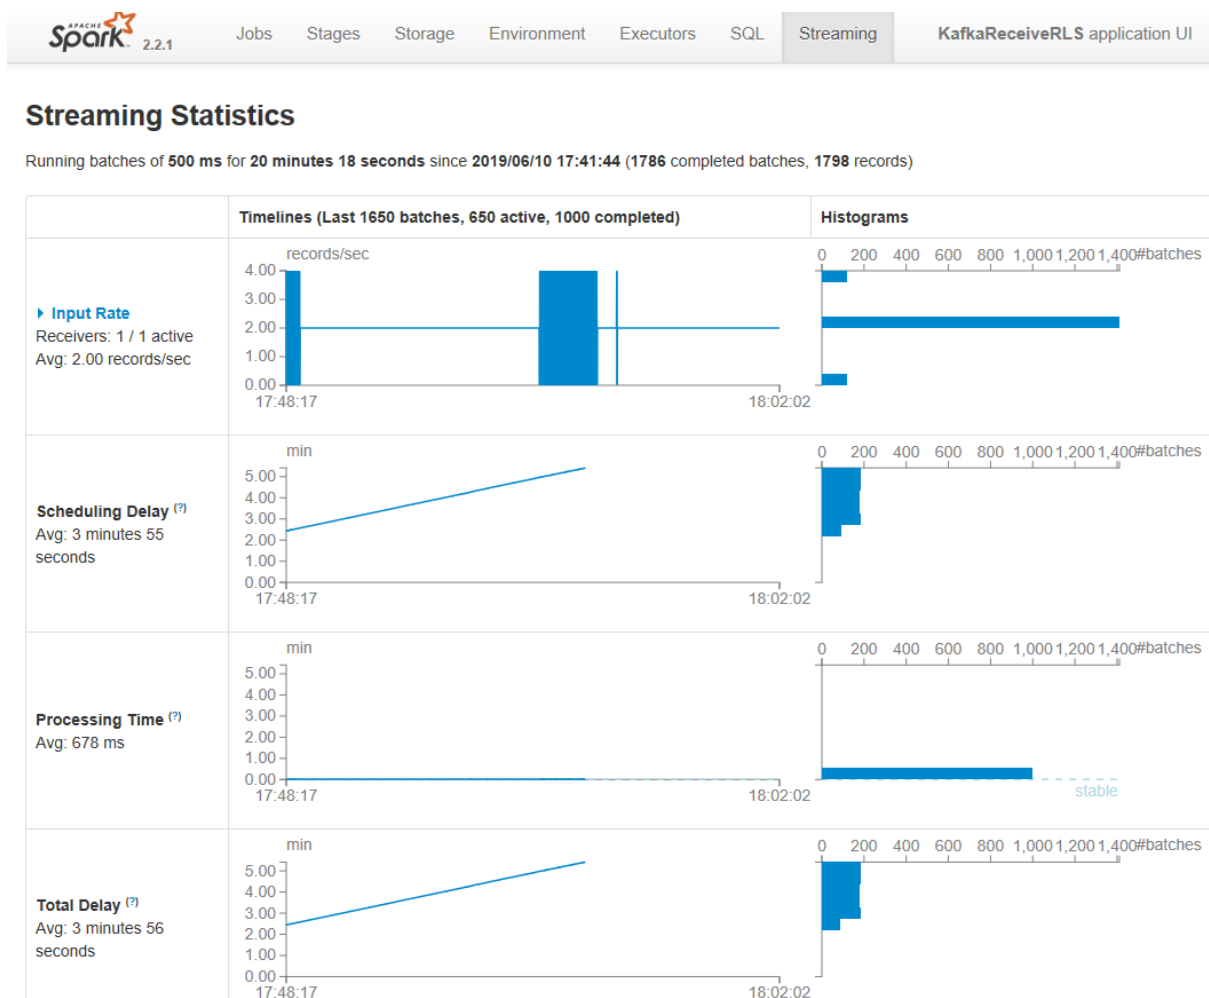 APACHE
Spark 2.2.1 Jobs Stages Storage Environment Executors SQL Streaming KafkaReceiveRLS application UI
Streaming Statistics
Running batches of 500 ms for 20 minutes 18 seconds since 2019/06/10 17:41:44 (1786 completed batches, 1798 records)
Timelines (Last 1650 batches, 650 active, 1000 completed) Histograms
Input Rate
Receivers: 1 / 1 active
Avg: 2.00 records/sec
records/sec
4.00
3.00
2.00
1.00
0.00
17:48:17 18:02:02
0 200 400 600 800 1,000 1,200 1,400 #batches
Scheduling Delay (?)
Avg: 3 minutes 55
seconds
min
5.00
4.00
3.00
2.00
1.00
0.00
17:48:17 18:02:02
0 200 400 600 800 1,000 1,200 1,400 #batches
Processing Time (?)
Avg: 678 ms
min
5.00
4.00
3.00
2.00
1.00
0.00
17:48:17 18:02:02
0 200 400 600 800 1,000 1,200 1,400 #batches
stable
Total Delay (?)
Avg: 3 minutes 56
seconds
min
5.00
4.00
3.00
2.00
1.00
0.00
17:48:17 18:02:02
0 200 400 600 800 1,000 1,200 1,400 #batches